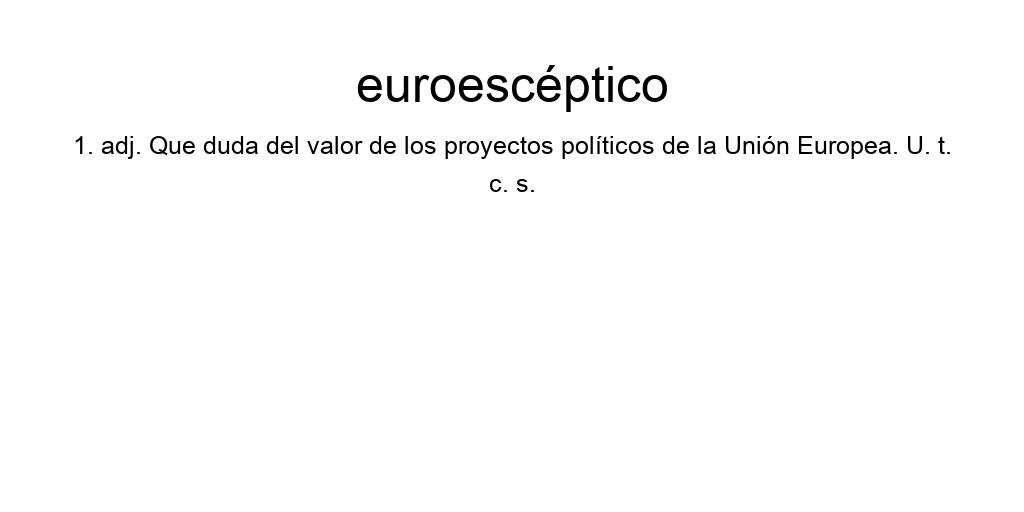 euroescéptico
1. adj. Que duda del valor de los proyectos políticos de la Unión Europea. U. t.
c. s.